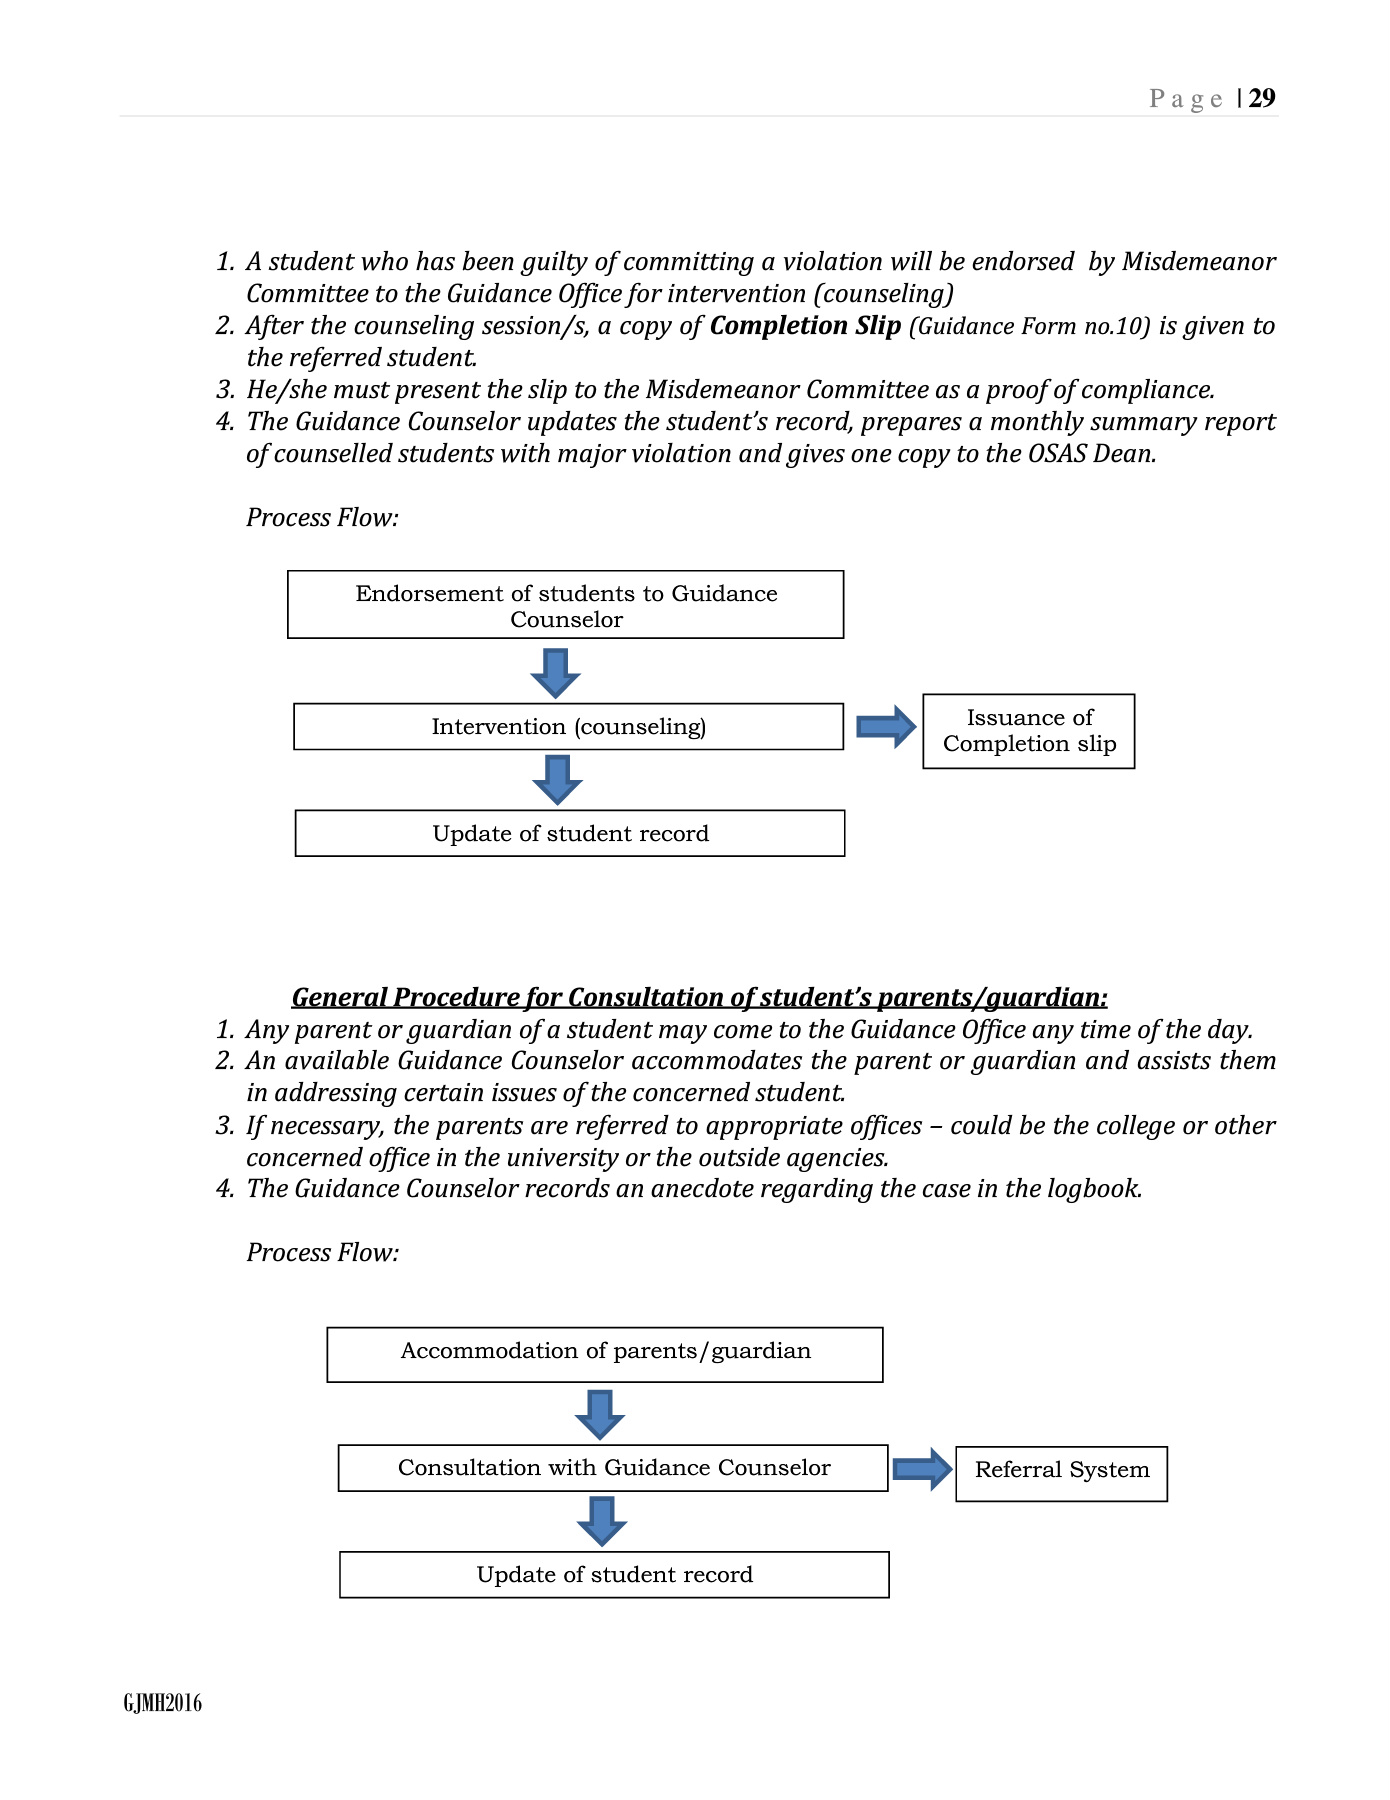 Page | 29
1. A student who has been guilty of committing a violation will be endorsed by Misdemeanor
Committee to the Guidance Office for intervention (counseling)
2. After the counseling session/s, a copy of Completion Slip (Guidance Form no.10) is given to
the referred student.
3. He/she must present the slip to the Misdemeanor Committee as a proof of compliance.
4. The Guidance Counselor updates the student’s record, prepares a monthly summary report
of counselled students with major violation and gives one copy to the OSAS Dean.
Process Flow:
Endorsement of students to Guidance
Counselor
Intervention (counseling)
Issuance of
Completion slip
Update of student record
General Procedure for Consultation of student’s parents/guardian:
1. Any parent or guardian of a student may come to the Guidance Office any time of the day.
2. An available Guidance Counselor accommodates the parent or guardian and assists them
in addressing certain issues of the concerned student.
3. If necessary, the parents are referred to appropriate offices – could be the college or other
concerned office in the university or the outside agencies.
4. The Guidance Counselor records an anecdote regarding the case in the logbook.
Process Flow:
Accommodation of parents/guardian
Consultation with Guidance Counselor
Referral System
Update of student record
GJMH2016